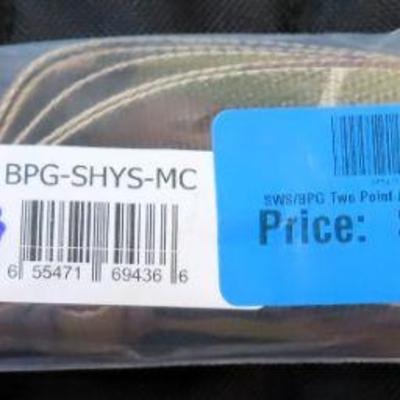 BPG-SHYS-MC
6 55471 69436 6
SWS/BPG Two Point
Price: